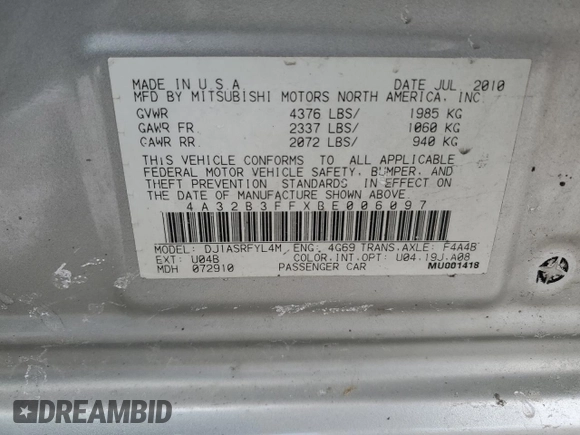 MADE IN U S A DATE JUL 2010
MFD BY MITSUBISHI MOTORS NORTH AMERICA, INC
GVWR 4376 LBS/ 1985 KG
GAWR FR 2337 LBS/ 1060 KG
GAWR RR 2072 LBS/ 940 KG
THIS VEHICLE CONFORMS TO ALL APPLICABLE
FEDERAL MOTOR VEHICLE SAFETY, BUMPER, AND
THEFT PREVENTION STANDARDS IN EFFECT ON
THE DATE OF MANUFACTURE SHOWN ABOVE.
4A32B3FFXBE006097
MODEL: DJ1ASRFYL4M ENG: 4G69 TRANS.AXLE: F4A4B
EXT: U04B COLOR.INT.OPT: U04.19J.A08
MDH 072910 PASSENGER CAR MU001418
DREAMBID